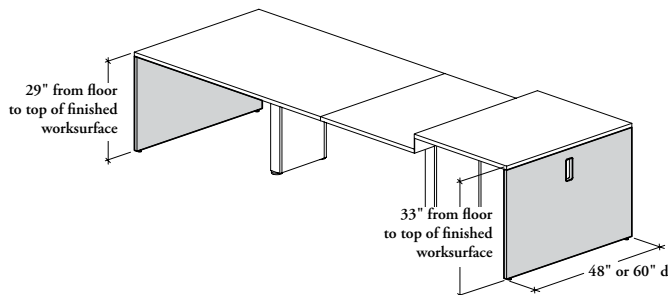 29" from floor
to top of finished
worksurface
33" from floor
to top of finished
worksurface
48" or 60" d